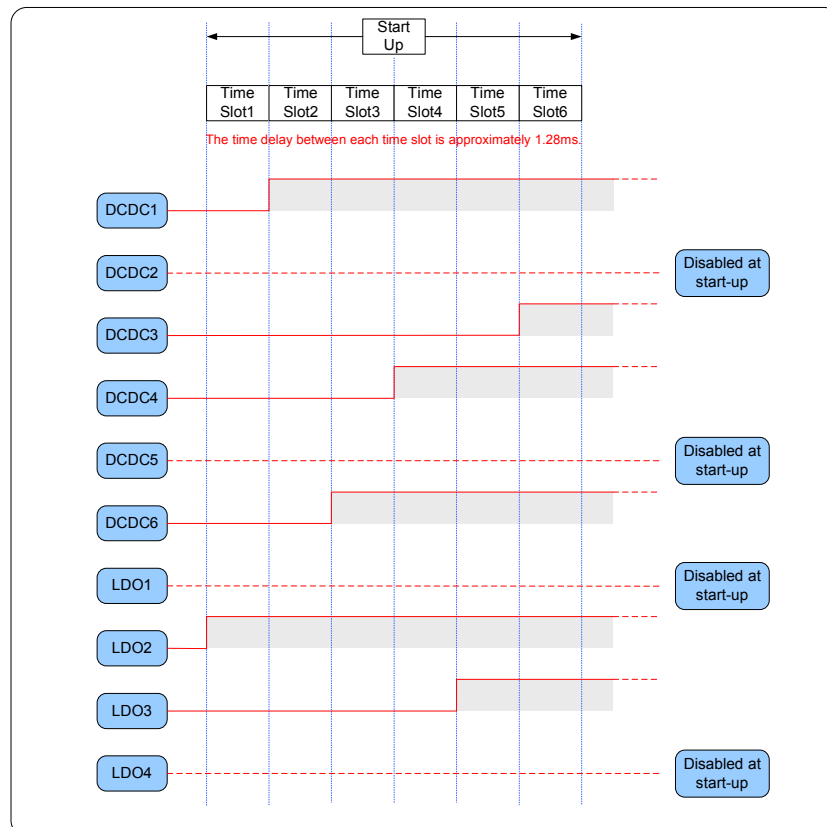 Start
Up
Time
Slot1
Time
Slot2
Time
Slot3
Time
Slot4
Time
Slot5
Time
Slot6
The time delay between each time slot is approximately 1.28ms.
DCDC1
DCDC2
Disabled at
start-up
DCDC3
DCDC4
DCDC5
Disabled at
start-up
DCDC6
LDO1
Disabled at
start-up
LDO2
LDO3
LDO4
Disabled at
start-up